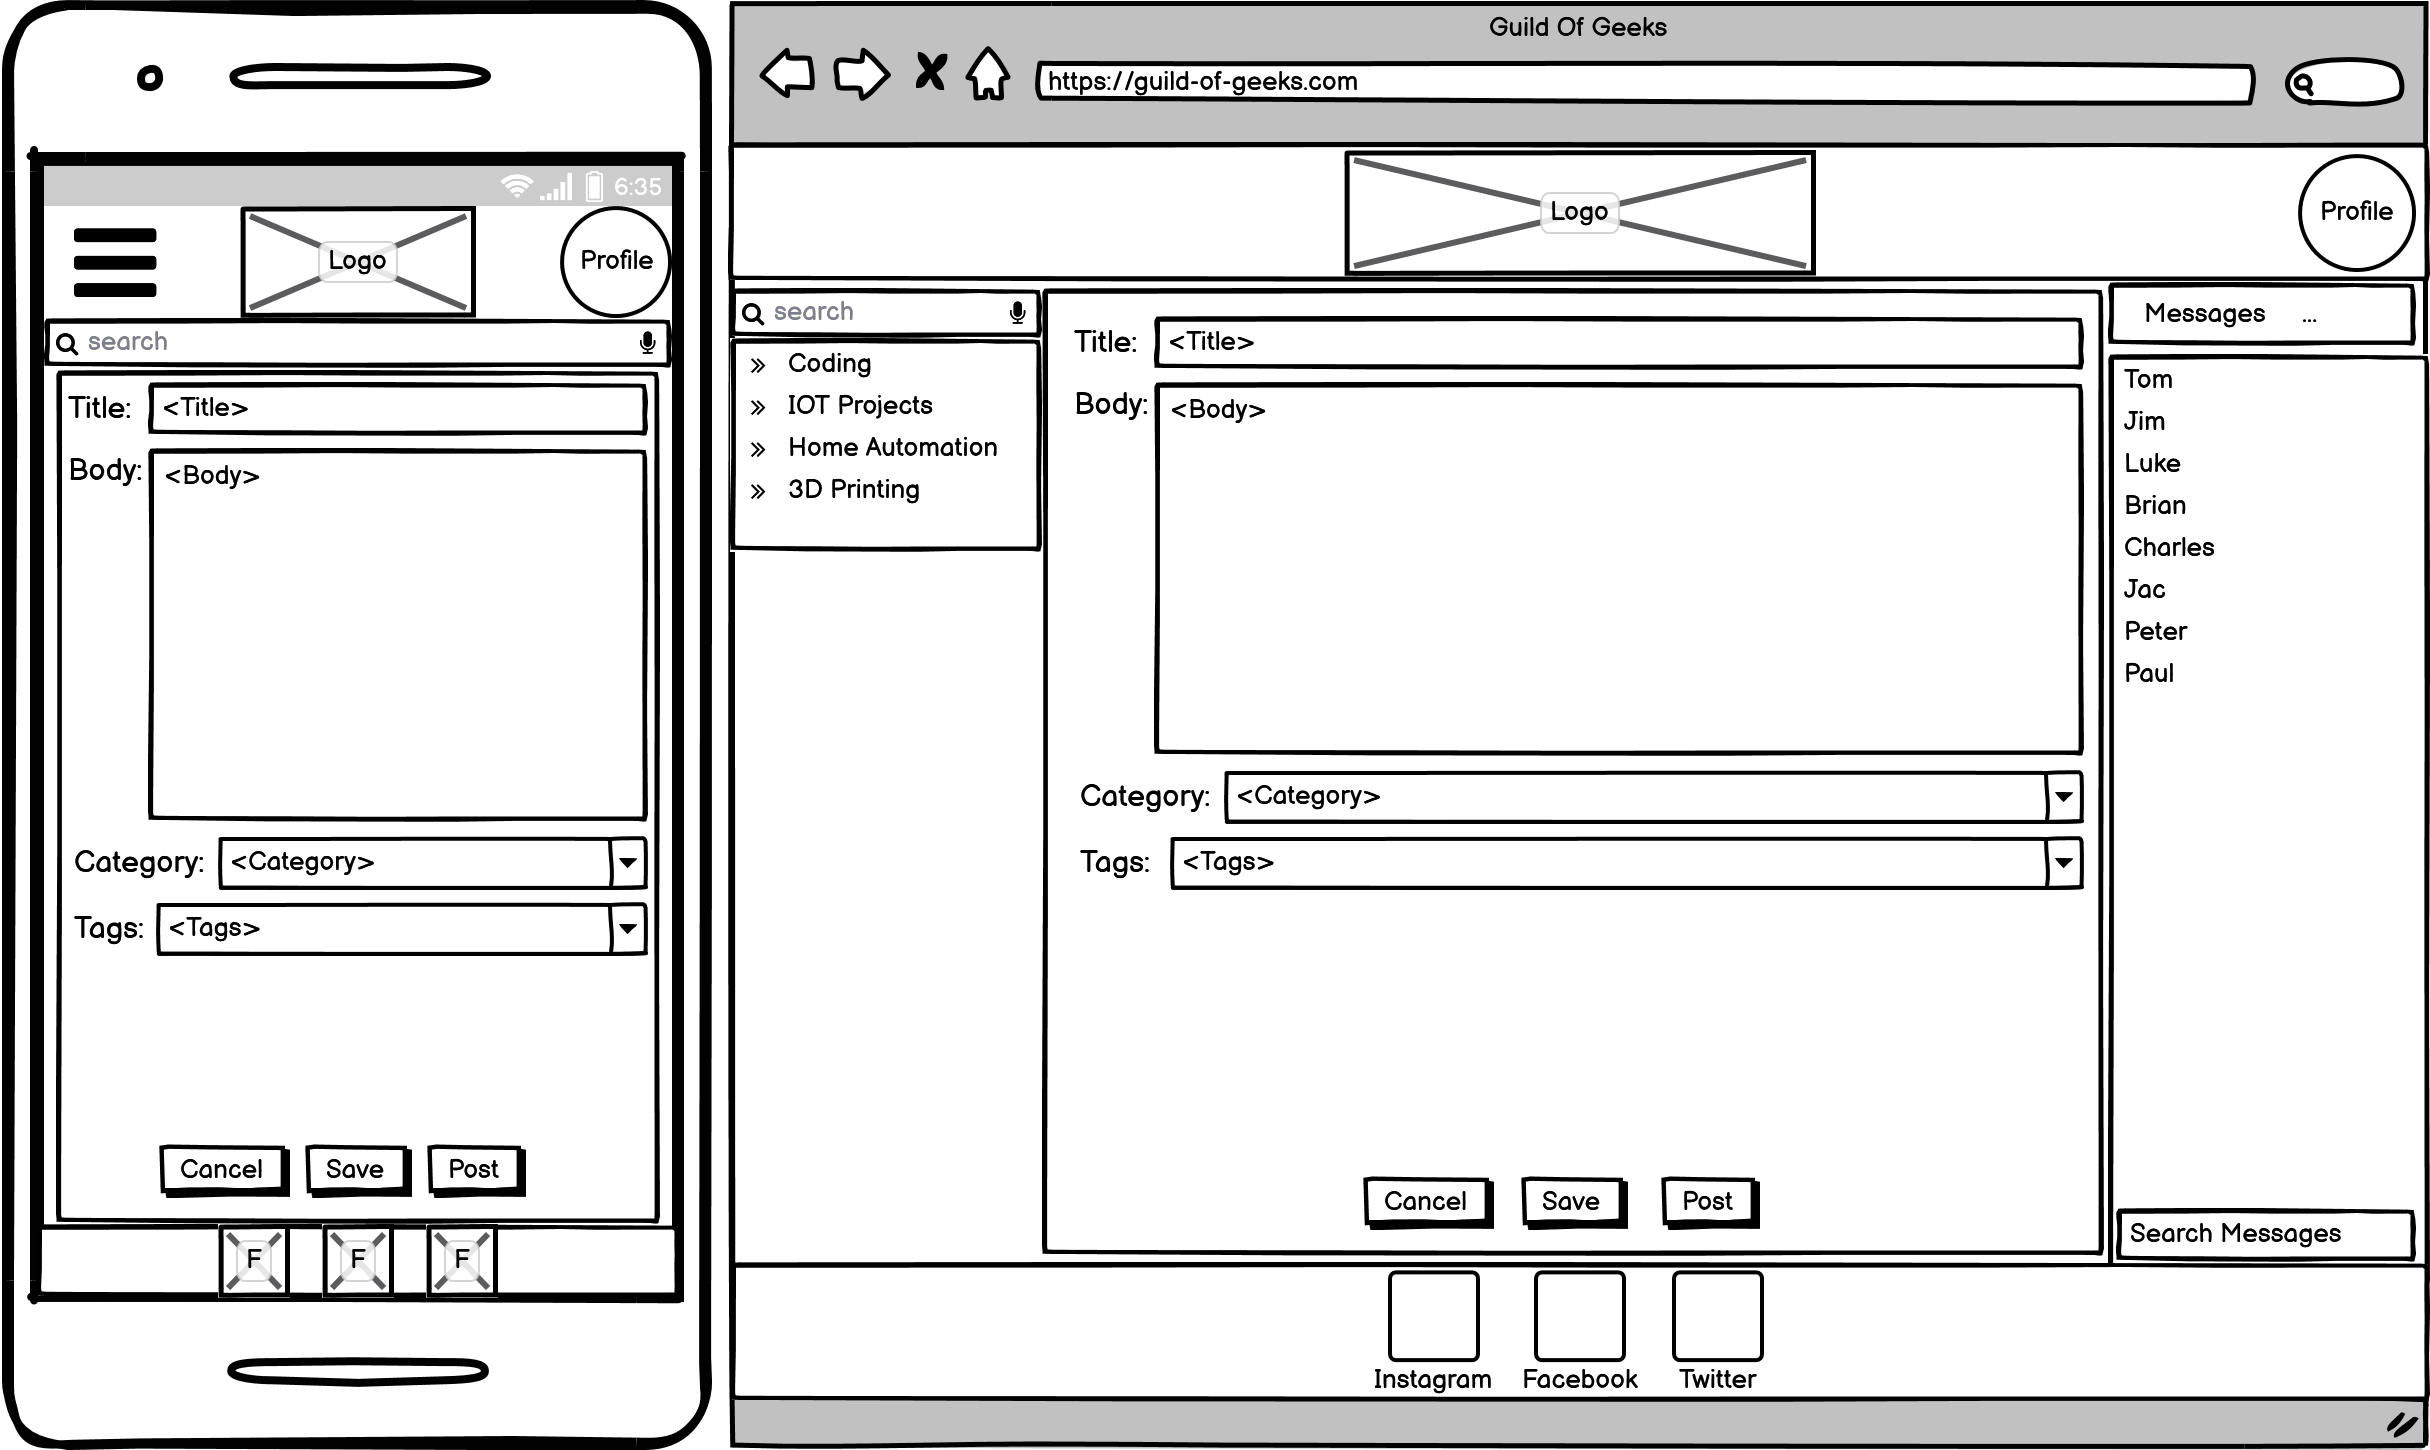 6:35
Logo
Profile
search
Title: <Title>
Body: <Body>
Category: <Category>
Tags: <Tags>
Cancel Save Post
F F F
Guild Of Geeks
https://guild-of-geeks.com
Logo
Profile
search
Coding
IOT Projects
Home Automation
3D Printing
Title: <Title>
Body: <Body>
Category: <Category>
Tags: <Tags>
Cancel Save Post
Messages ...
Tom
Jim
Luke
Brian
Charles
Jac
Peter
Paul
Search Messages
Instagram Facebook Twitter